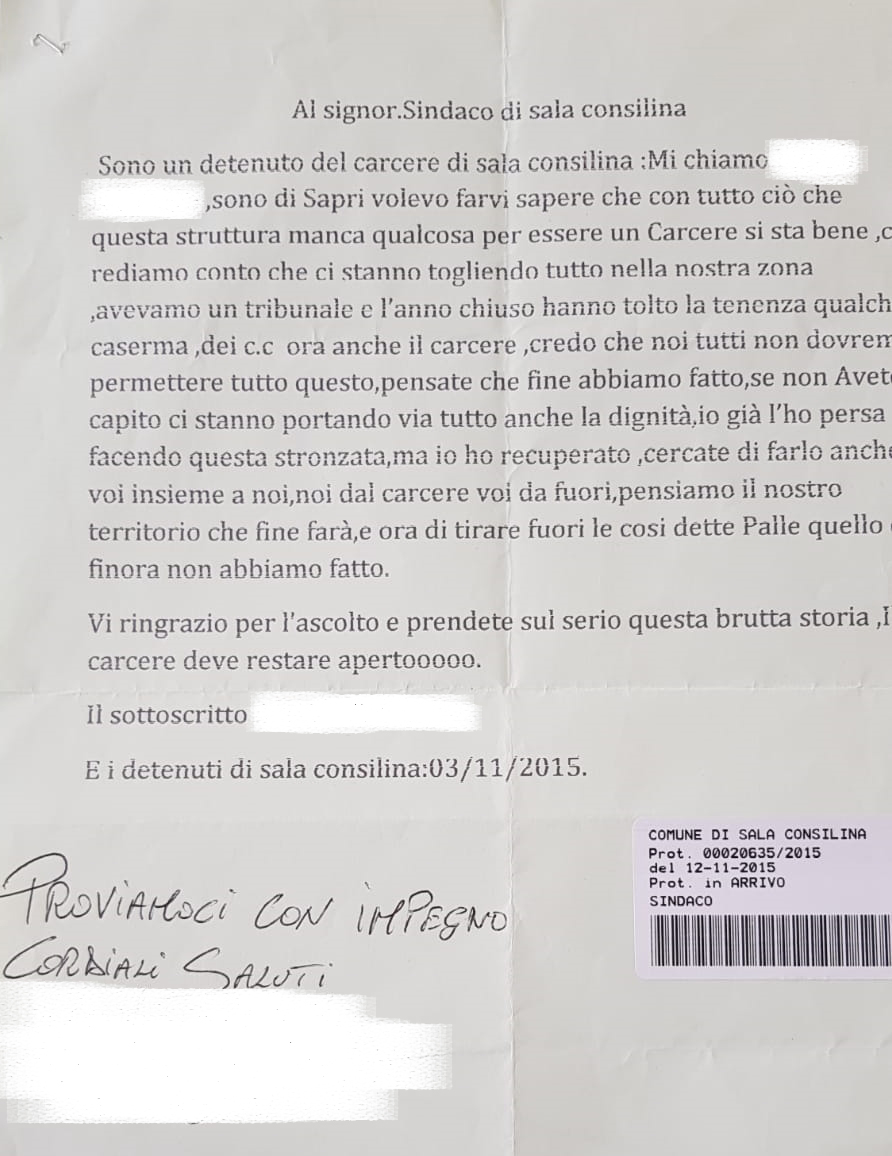 Al signor.Sindaco di sala consilina
Sono un detenuto del carcere di sala consilina :Mi chiamo
,sono di Sapri volevo farvi sapere che con tutto ciò che
questa struttura manca qualcosa per essere un Carcere si sta bene ,c
rediamo conto che ci stanno togliendo tutto nella nostra zona
,avevamo un tribunale e l'anno chiuso hanno tolto la tenenza qualch
caserma ,dei c.c ora anche il carcere ,credo che noi tutti non dovrem
permettere tutto questo,pensate che fine abbiamo fatto,se non Avet
capito ci stanno portando via tutto anche la dignità,io già l'ho persa
facendo questa stronzata,ma io ho recuperato ,cercate di farlo anche
voi insieme a noi,noi dal carcere voi da fuori,pensiamo il nostro
territorio che fine farà,e ora di tirare fuori le cosi dette Palle quello
finora non abbiamo fatto.
Vi ringrazio per l'ascolto e prendete sul serio questa brutta storia ,I
carcere deve restare apertooooo.
Il sottoscritto
E i detenuti di sala consilina:03/11/2015.
PROViAMOCi CON iMPEGNO
CORDiALi SALUTi
COMUNE DI SALA CONSILINA
Prot. 00020635/2015
del 12-11-2015
Prot. in ARRIVO
SINDACO